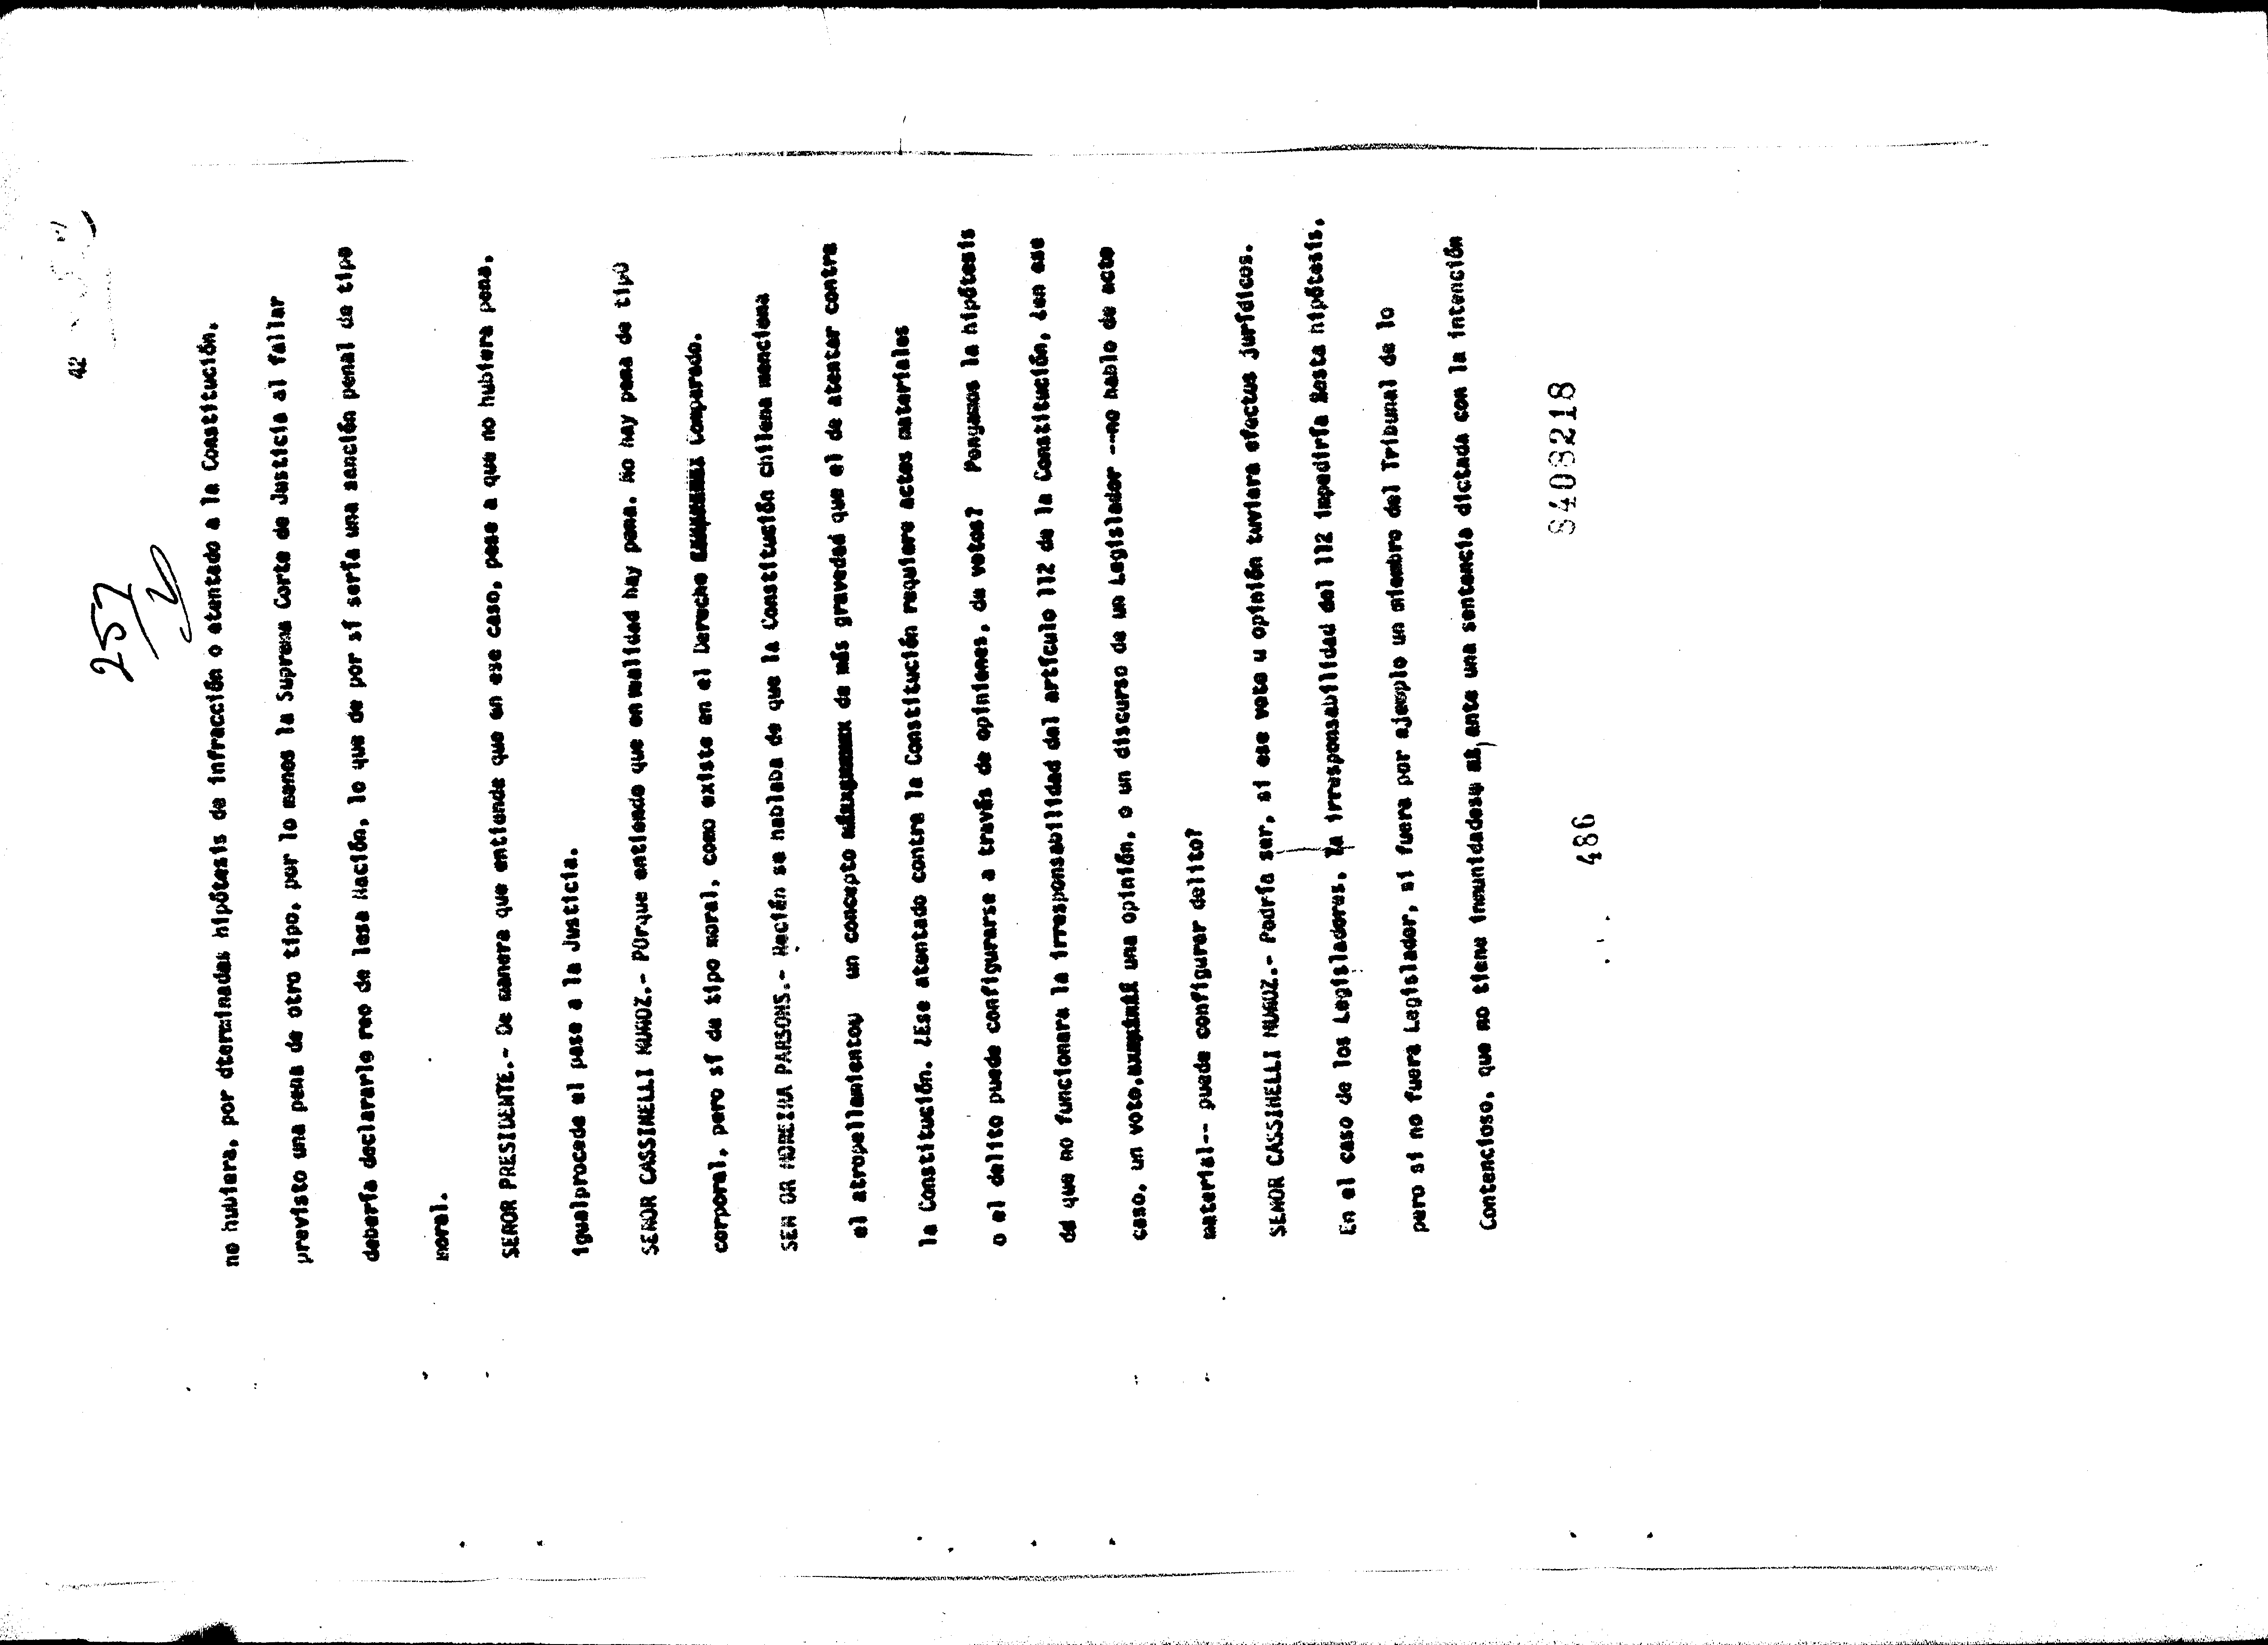 42
257
no hubiera, por dterminadas hipótesis de infracción o atentado a la Constitución,
previsto una pena de otro tipo, por lo menos la Suprema Corte de Justicia al fallar
debería declararlo reo de lesa Nación, lo que de por sí sería una sanción penal de tipo
moral.
SEÑOR PRESIDENTE.- De manera que entiende que en ese caso, pese a que no hubiera pena,
igualprocede el pase a la Justicia.
SEÑOR CASSINELLI MUÑOZ.- POrque entiendo que en realidad hay pena. No hay pena de tipo
corporal, pero sí de tipo moral, como existe en el Derecho Comparado.
SEÑ OR MOREIRA PARSONS.- Recién se hablaba de que la Constitución chilena menciona
el atropellamientou un concepto de más gravedad que el de atentar contra
la Constitución. ¿Ese atentado contra la Constitución requiere actos materiales
o el delito puede configurarse a través de opiniones, de votos? Pongamos la hipótesis
de que no funcionara la irresponsabilidad del artículo 112 de la Constitución, ¿en ese
caso, un voto, una opinión, o un discurso de un Legislador --no hablo de acto
material-- puede configurar delito?
SEÑOR CASSINELLI MUÑOZ.- Podría ser, si ese voto u opinión tuviera efectos jurídicos.
En el caso de los Legisladores, la irresponsabilidad del 112 impediría esta hipótesis,
pero si no fuera Legislador, si fuera por ejemplo un miembro del Tribunal de lo
Contencioso, que no tiene inmunidades, ante una sentencia dictada con la intención
486
8408218